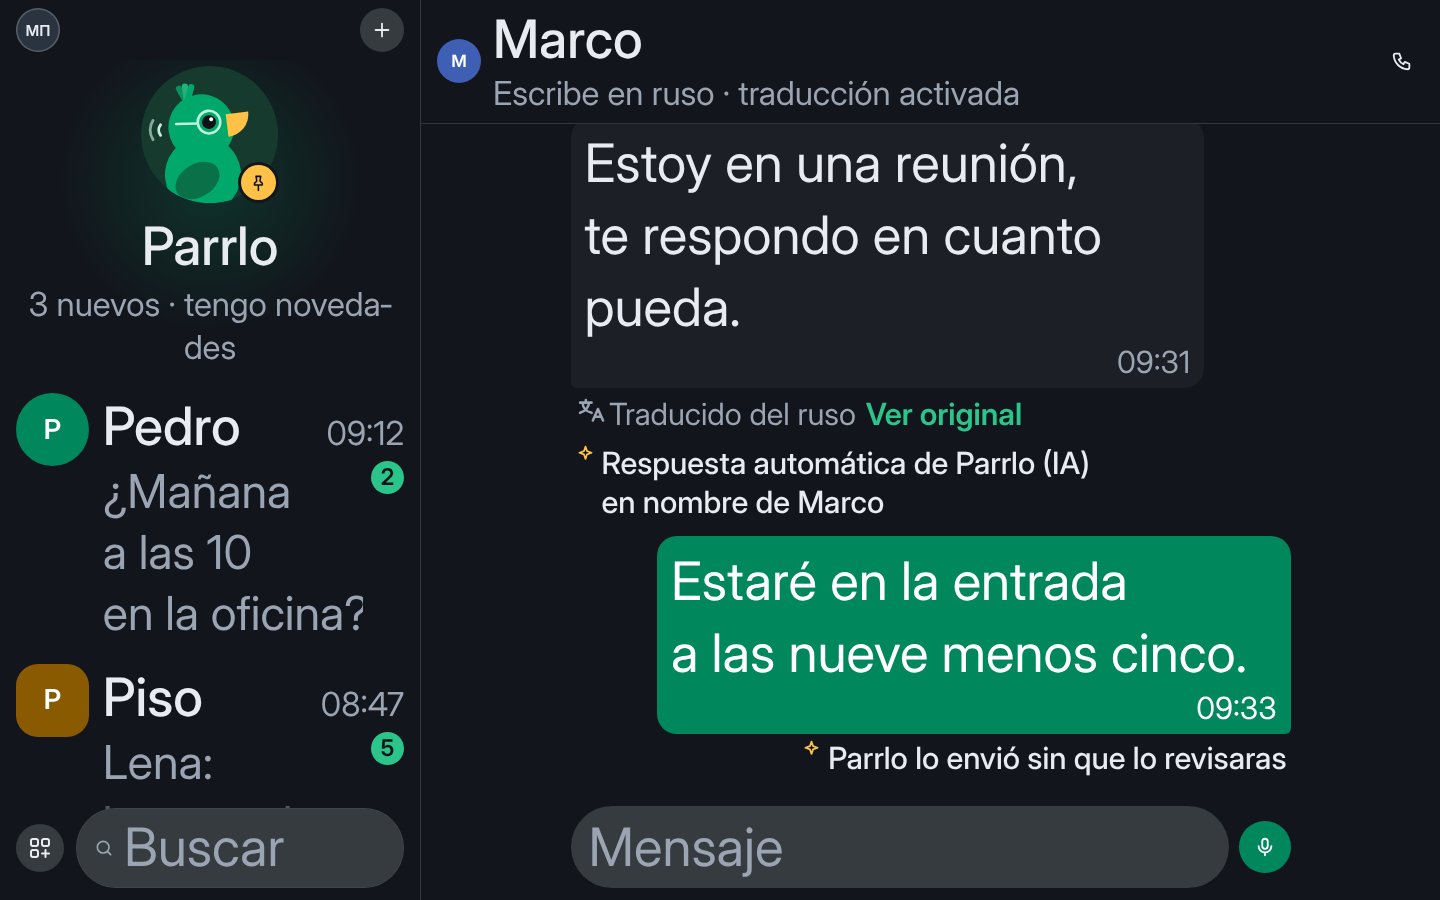 МП
Parrlo
3 nuevos · tengo noveda-
des
P
Pedro
09:12
¿Mañana
a las 10
en la oficina?
2
P
Piso
08:47
Lena:
5
Buscar
M
Marco
Escribe en ruso · traducción activada
Estoy en una reunión,
te respondo en cuanto
pueda.
09:31
Traducido del ruso Ver original
Respuesta automática de Parrlo (IA)
en nombre de Marco
Estaré en la entrada
a las nueve menos cinco.
09:33
Parrlo lo envió sin que lo revisaras
Mensaje